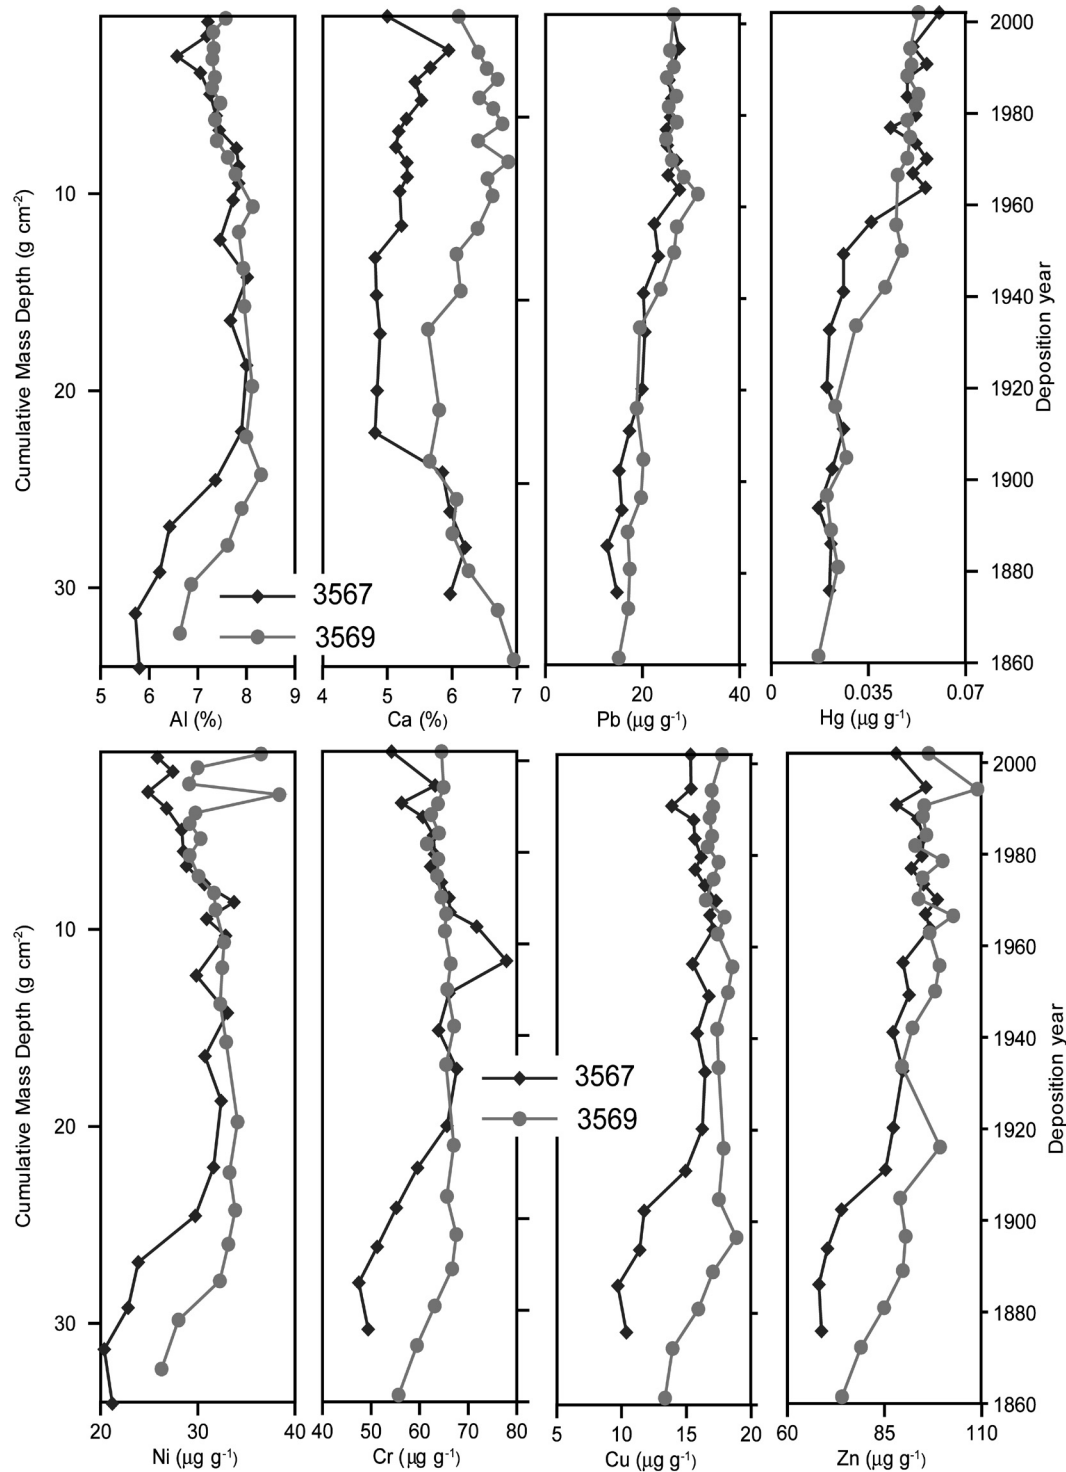 Cumulative Mass Depth (g cm-2)
10
20
30
3567
3569
5 6 7 8 9
Al (%)
4 5 6 7
Ca (%)
0 20 40
Pb (µg g-1)
0 0.035 0.07
Hg (µg g-1)
2000
1980
1960
1940
1920
1900
1880
1860
Deposition year
Cumulative Mass Depth (g cm-2)
10
20
30
3567
3569
20 30 40
Ni (µg g-1)
40 50 60 70 80
Cr (µg g-1)
5 10 15 20
Cu (µg g-1)
60 85 110
Zn (µg g-1)
2000
1980
1960
1940
1920
1900
1880
1860
Deposition year